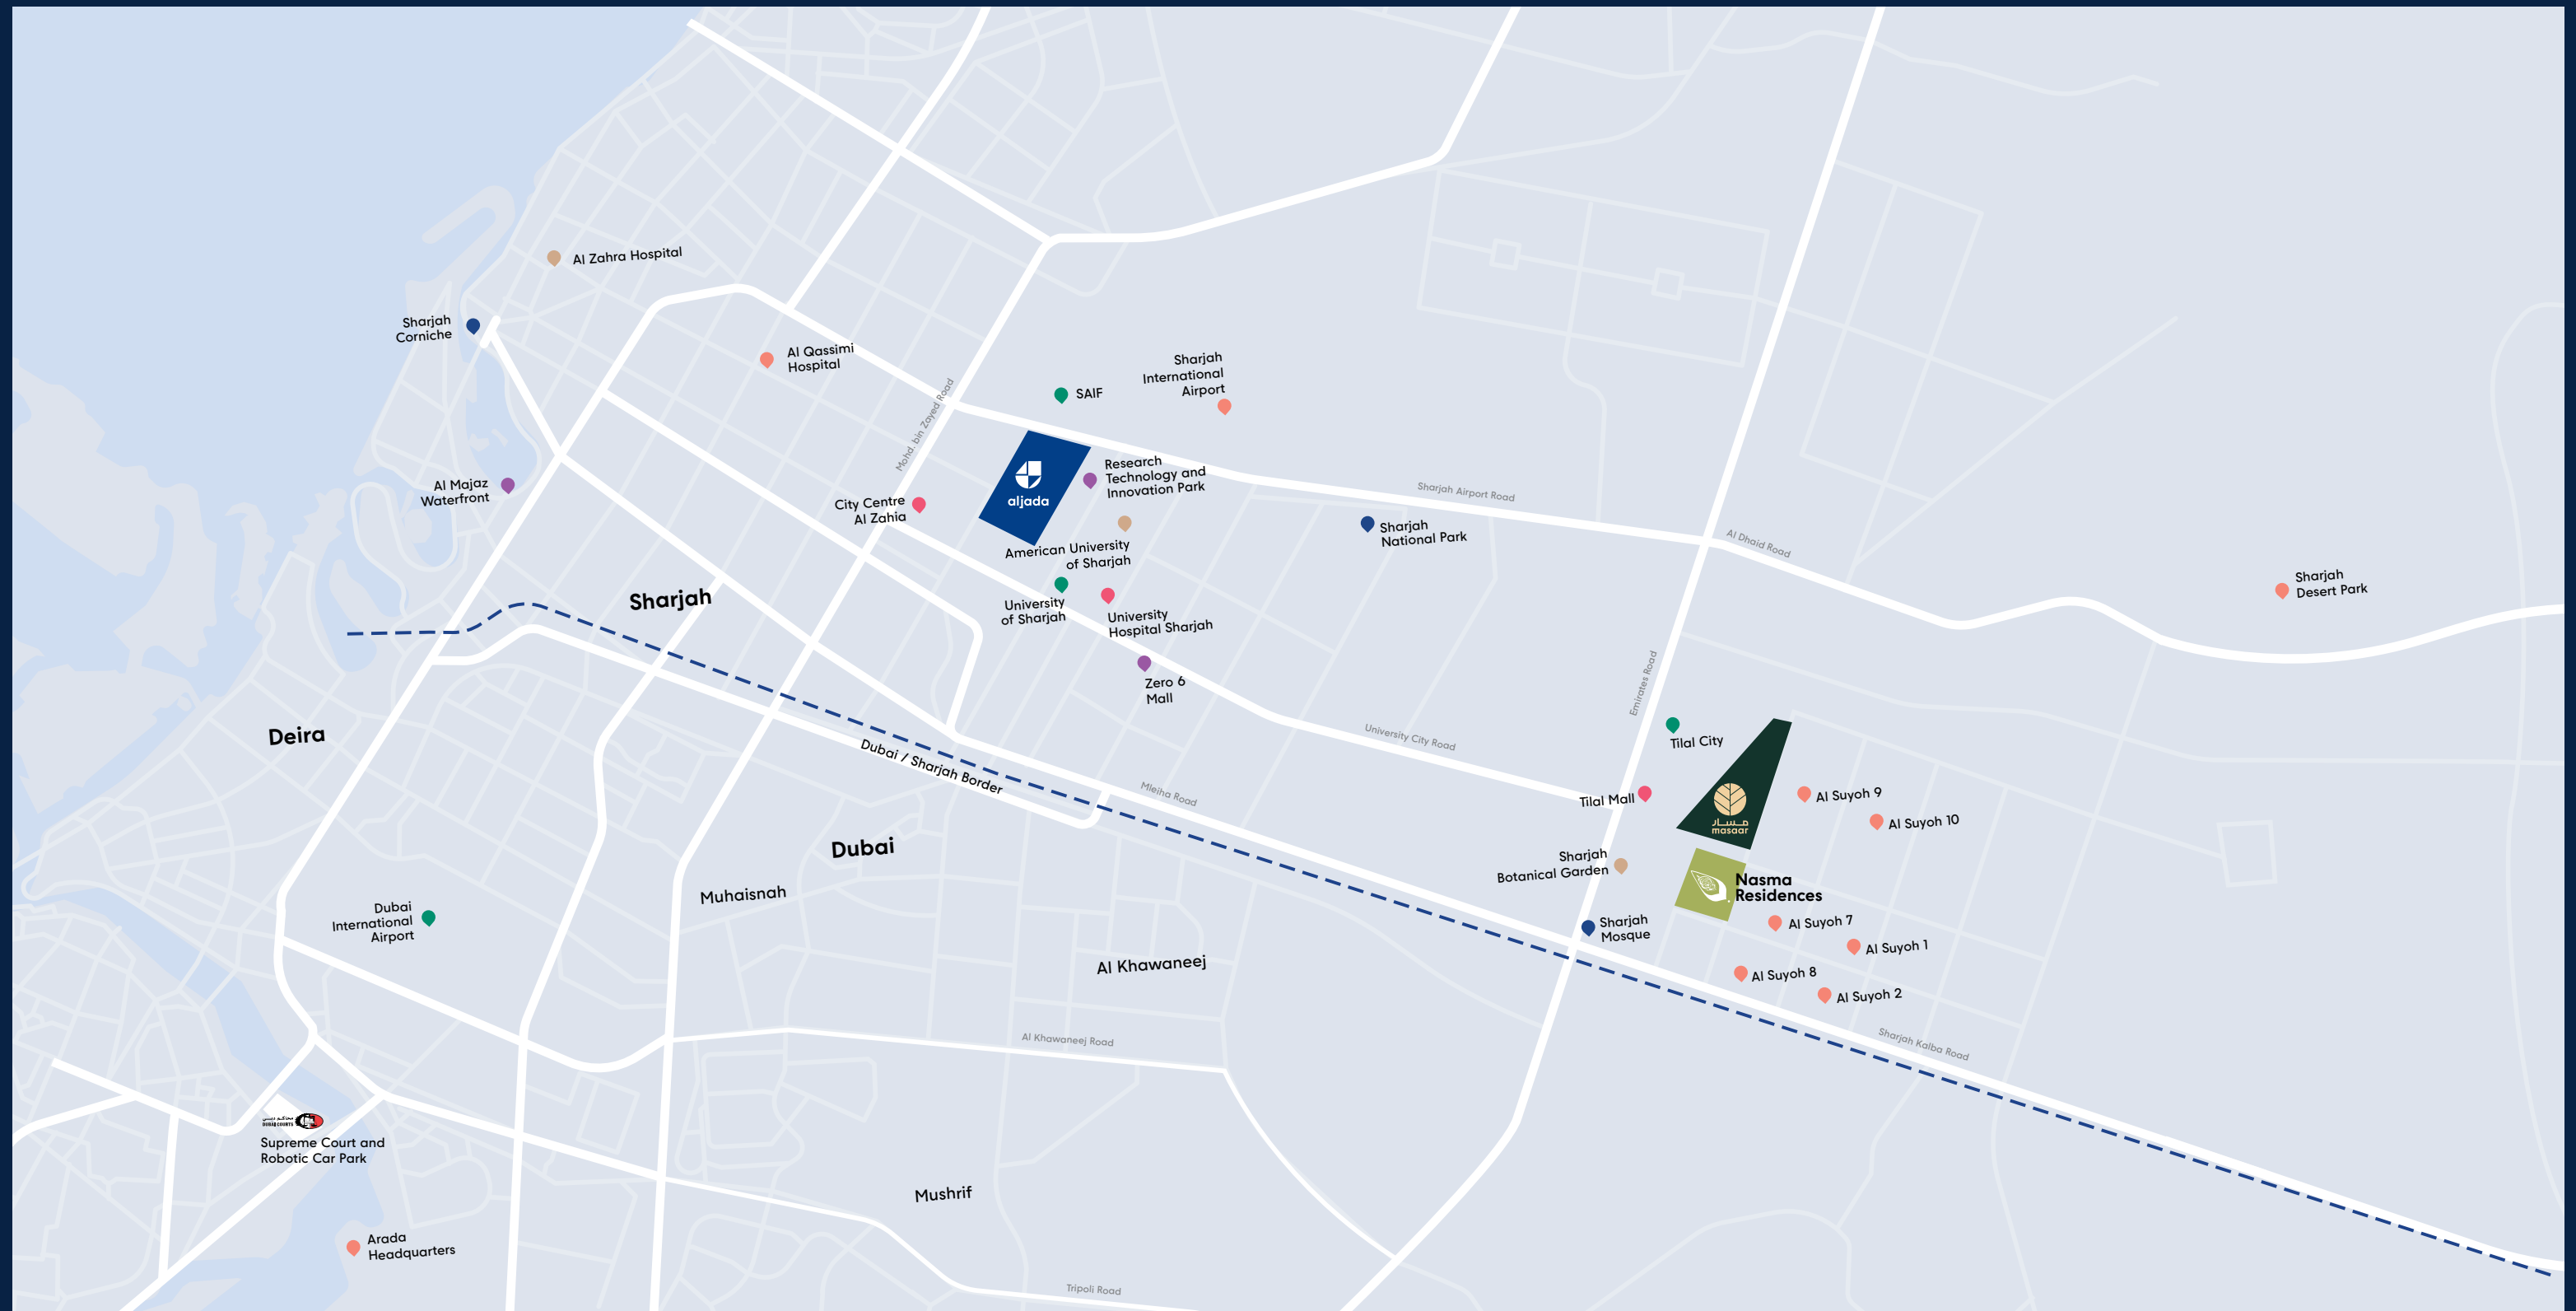 Al Zahra Hospital
Sharjah
Corniche
Al Qassimi
Hospital
Mohd. bin Zayed Road
SAIF
Sharjah
International
Airport
aljada
Research
Technology and
Innovation Park
City Centre
Al Zahia
Al Majaz
Waterfront
American University
of Sharjah
Sharjah Airport Road
Sharjah
National Park
Al Dhaid Road
Sharjah
Desert Park
Sharjah
University
of Sharjah
University
Hospital Sharjah
Zero 6
Mall
Emirates Road
Deira
Dubai / Sharjah Border
University City Road
Tilal City
Mleiha Road
Tilal Mall
مسار
masaar
Al Suyoh 9
Al Suyoh 10
Dubai
Muhaisnah
Sharjah
Botanical Garden
Nasma
Residences
Dubai
International
Airport
Sharjah
Mosque
Al Suyoh 7
Al Suyoh 1
Al Khawaneej
Al Suyoh 8
Al Suyoh 2
Al Khawaneej Road
Sharjah Kalba Road
محاكم دبي
DUBAI COURTS
Supreme Court and
Robotic Car Park
Mushrif
Arada
Headquarters
Tripoli Road